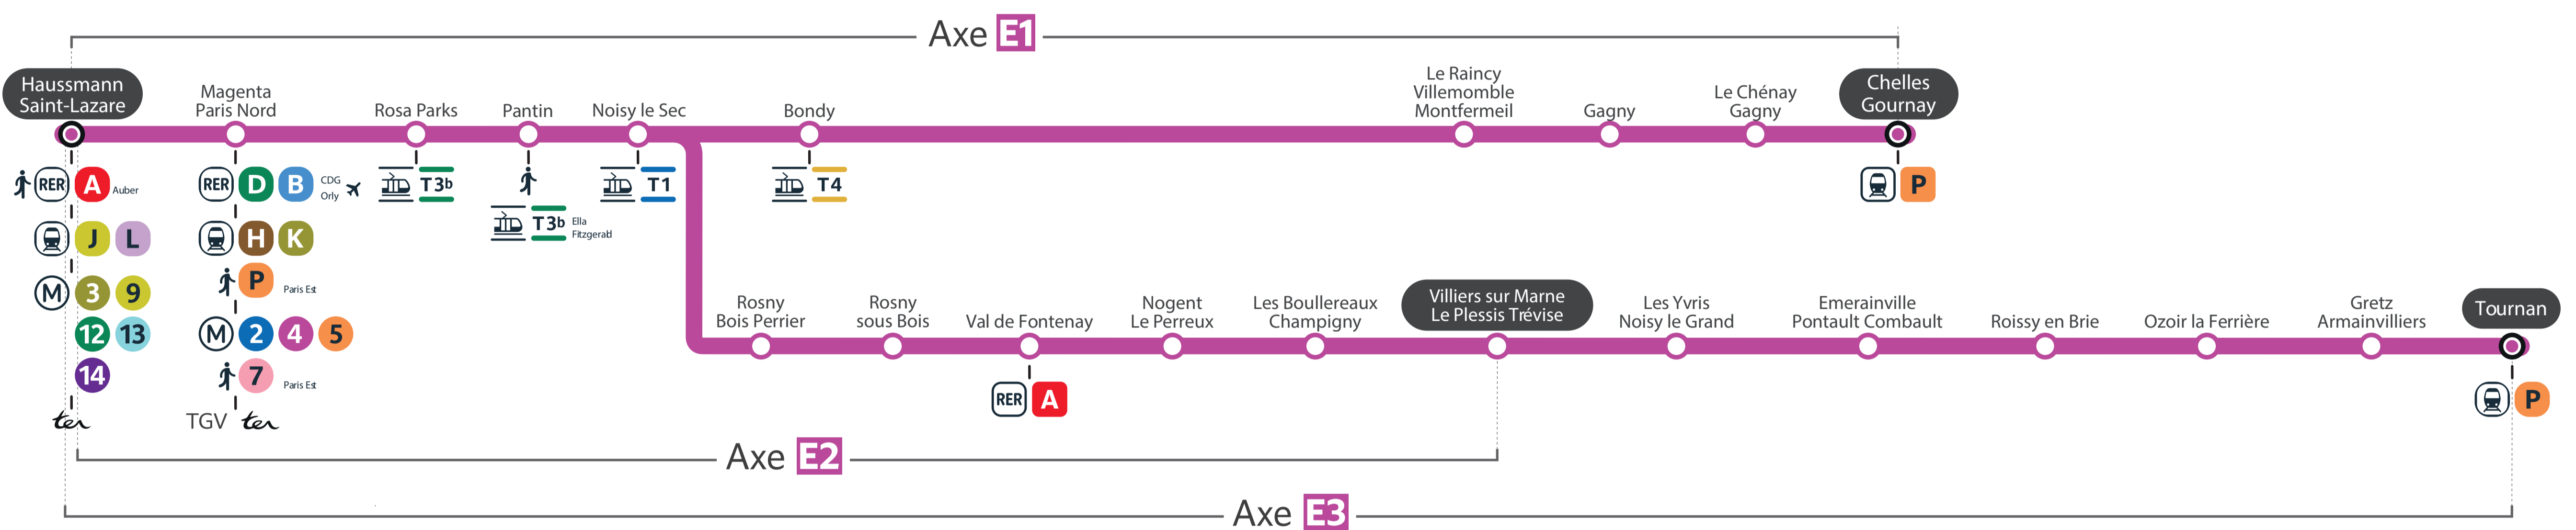 Axe E1
Haussmann
Saint-Lazare
Magenta
Paris Nord
Rosa Parks
Pantin
Noisy le Sec
Bondy
Le Raincy
Villemomble
Montfermeil
Gagny
Le Chénay
Gagny
Chelles
Gournay
RER A Auber
J L
M 3 9
12 13
14
ter
RER D B CDG
Orly
H K
P Paris Est
M 2 4 5
7 Paris Est
TGV ter
T3b
T3b Ella
Fitzgerald
T1
T4
P
Rosny
Bois Perrier
Rosny
sous Bois
Val de Fontenay
Nogent
Le Perreux
Les Boullereaux
Champigny
Villiers sur Marne
Le Plessis Trévise
Les Yvris
Noisy le Grand
Emerainville
Pontault Combault
Roissy en Brie
Ozoir la Ferrière
Gretz
Armainvilliers
Tournan
RER A
P
Axe E2
Axe E3